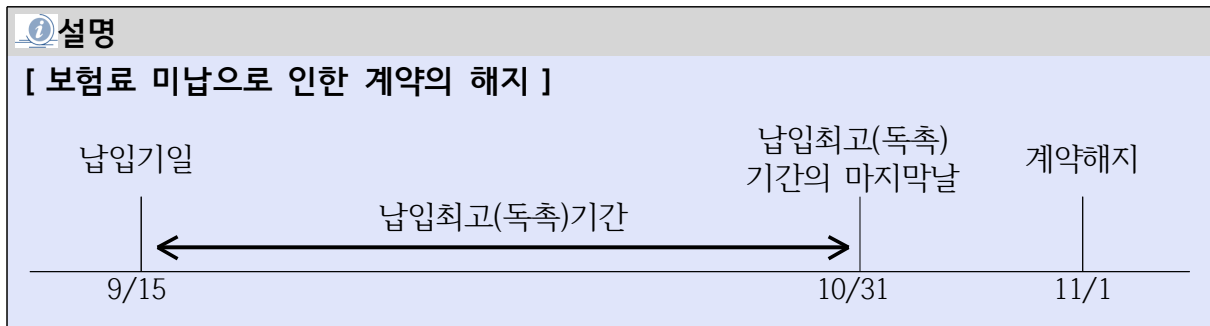 설명
[ 보험료 미납으로 인한 계약의 해지 ]
납입기일
납입최고(독촉)
기간의 마지막날
계약해지
납입최고(독촉)기간
9/15
10/31
11/1